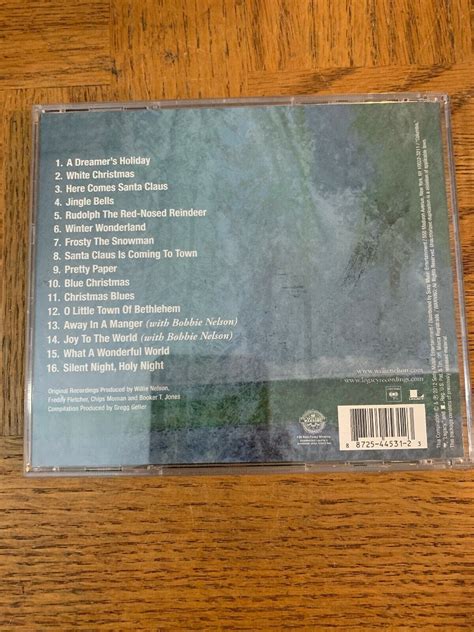 1. A Dreamer's Holiday
2. White Christmas
3. Here Comes Santa Claus
4. Jingle Bells
5. Rudolph The Red-Nosed Reindeer
6. Winter Wonderland
7. Frosty The Snowman
8. Santa Claus Is Coming To Town
9. Pretty Paper
10. Blue Christmas
11. Christmas Blues
12. O Little Town Of Bethlehem
13. Away In A Manger (with Bobbie Nelson)
14. Joy To The World (with Bobbie Nelson)
15. What A Wonderful World
16. Silent Night, Holy Night
Original Recordings Produced by Willie Nelson,
Freddy Fletcher, Chips Moman and Booker T. Jones
Compilation Produced by Gregg Geller
www.willienelson.com
www.legacyrecordings.com
8 88725-44531-2 3